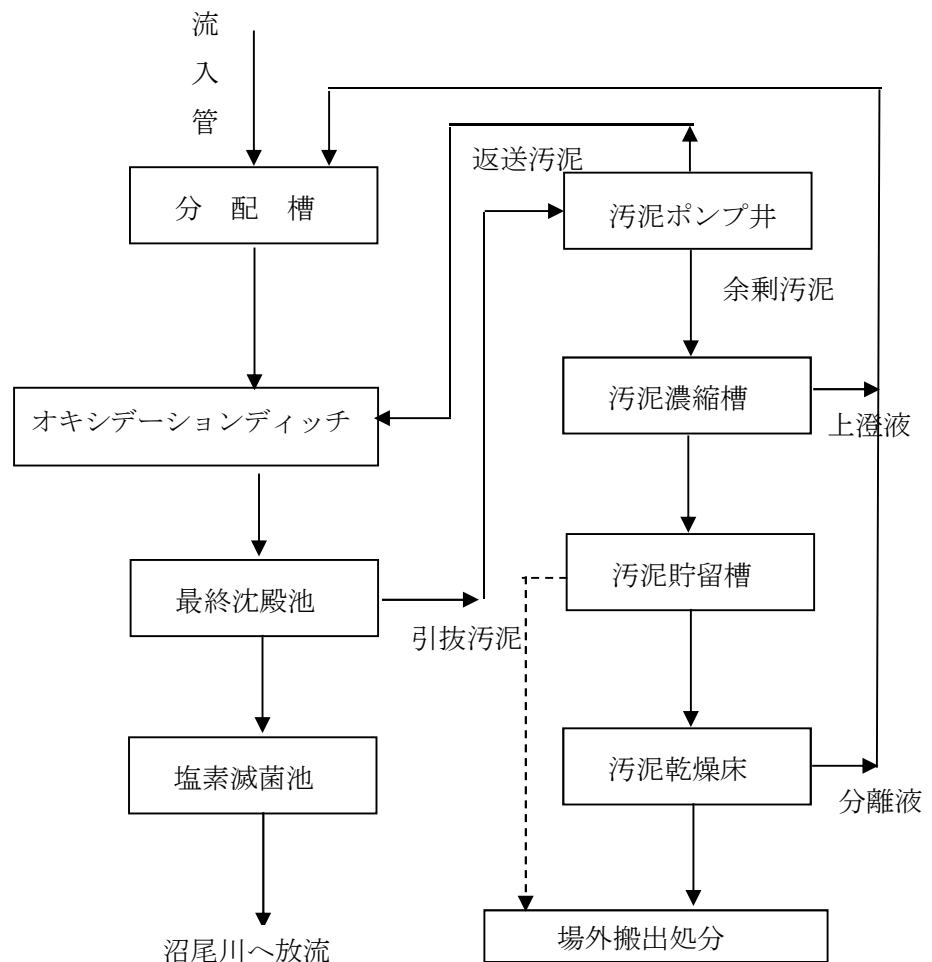 流入管
分 配 槽
オキシデーションディッチ
最終沈殿池
引抜汚泥
塩素滅菌池
沼尾川へ放流
返送汚泥
汚泥ポンプ井
余剰汚泥
汚泥濃縮槽
上澄液
汚泥貯留槽
汚泥乾燥床
分離液
場外搬出処分